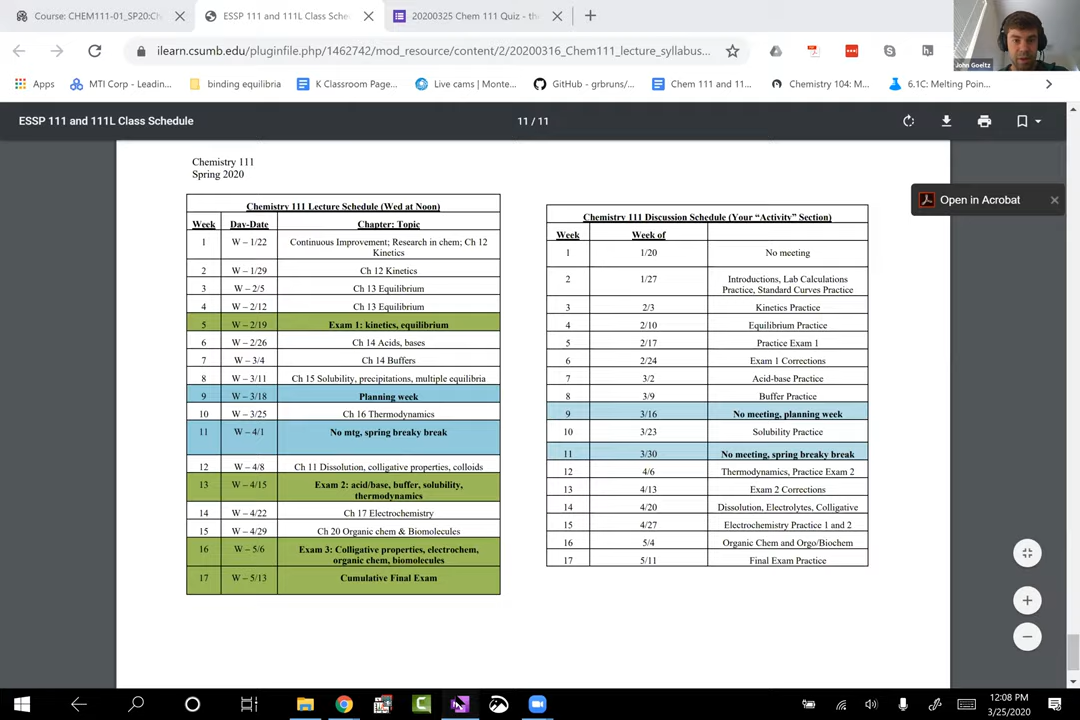 Course: CHEM111-01_SP20:Ch
ESSP 111 and 111L Class Sche
20200325 Chem 111 Quiz - the
ilearn.csumb.edu/pluginfile.php/1462742/mod_resource/content/2/20200316_Chem111_lecture_syllabus...
John Goeltz
Apps
MTI Corp - Leadin...
binding equilibria
K Classroom Page...
Live cams | Monte...
GitHub - grbruns/...
Chem 111 and 11...
Chemistry 104: M...
6.1C: Melting Poin...
ESSP 111 and 111L Class Schedule
11 / 11
Open in Acrobat
Chemistry 111
Spring 2020
Chemistry 111 Lecture Schedule (Wed at Noon)
Week Day-Date Chapter: Topic
1 W – 1/22 Continuous Improvement; Research in chem; Ch 12
Kinetics
2 W – 1/29 Ch 12 Kinetics
3 W – 2/5 Ch 13 Equilibrium
4 W – 2/12 Ch 13 Equilibrium
5 W – 2/19 Exam 1: kinetics, equilibrium
6 W – 2/26 Ch 14 Acids, bases
7 W – 3/4 Ch 14 Buffers
8 W – 3/11 Ch 15 Solubility, precipitations, multiple equilibria
9 W – 3/18 Planning week
10 W – 3/25 Ch 16 Thermodynamics
11 W – 4/1 No mtg, spring breaky break
12 W – 4/8 Ch 11 Dissolution, colligative properties, colloids
13 W – 4/15 Exam 2: acid/base, buffer, solubility,
thermodynamics
14 W – 4/22 Ch 17 Electrochemistry
15 W – 4/29 Ch 20 Organic chem & Biomolecules
16 W – 5/6 Exam 3: Colligative properties, electrochem,
organic chem, biomolecules
17 W – 5/13 Cumulative Final Exam
Chemistry 111 Discussion Schedule (Your “Activity” Section)
Week Week of
1 1/20 No meeting
2 1/27 Introductions, Lab Calculations
Practice, Standard Curves Practice
3 2/3 Kinetics Practice
4 2/10 Equilibrium Practice
5 2/17 Practice Exam 1
6 2/24 Exam 1 Corrections
7 3/2 Acid-base Practice
8 3/9 Buffer Practice
9 3/16 No meeting, planning week
10 3/23 Solubility Practice
11 3/30 No meeting, spring breaky break
12 4/6 Thermodynamics, Practice Exam 2
13 4/13 Exam 2 Corrections
14 4/20 Dissolution, Electrolytes, Colligative
15 4/27 Electrochemistry Practice 1 and 2
16 5/4 Organic Chem and Orgo/Biochem
17 5/11 Final Exam Practice
12:08 PM
3/25/2020